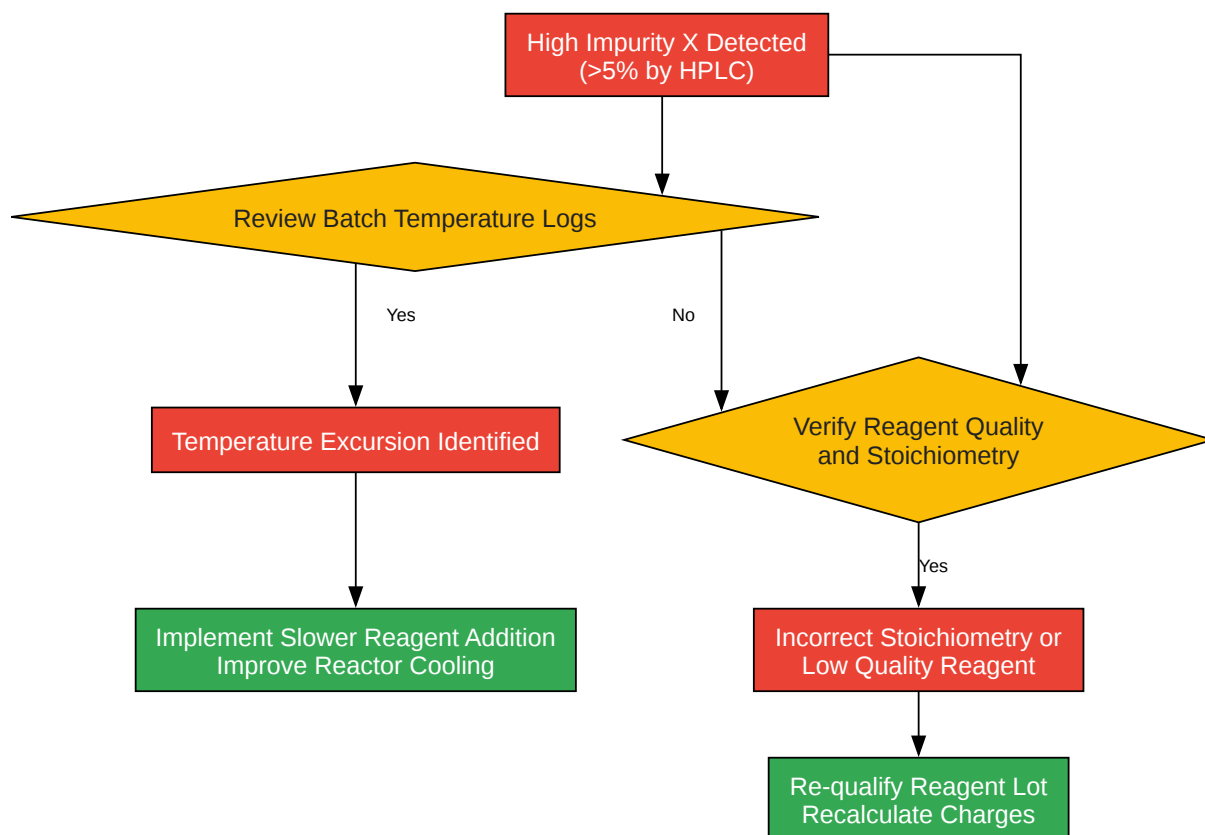 High Impurity X Detected
(>5% by HPLC)
Review Batch Temperature Logs
Yes
No
Temperature Excursion Identified
Verify Reagent Quality
and Stoichiometry
Yes
Implement Slower Reagent Addition
Improve Reactor Cooling
Incorrect Stoichiometry or
Low Quality Reagent
Re-qualify Reagent Lot
Recalculate Charges